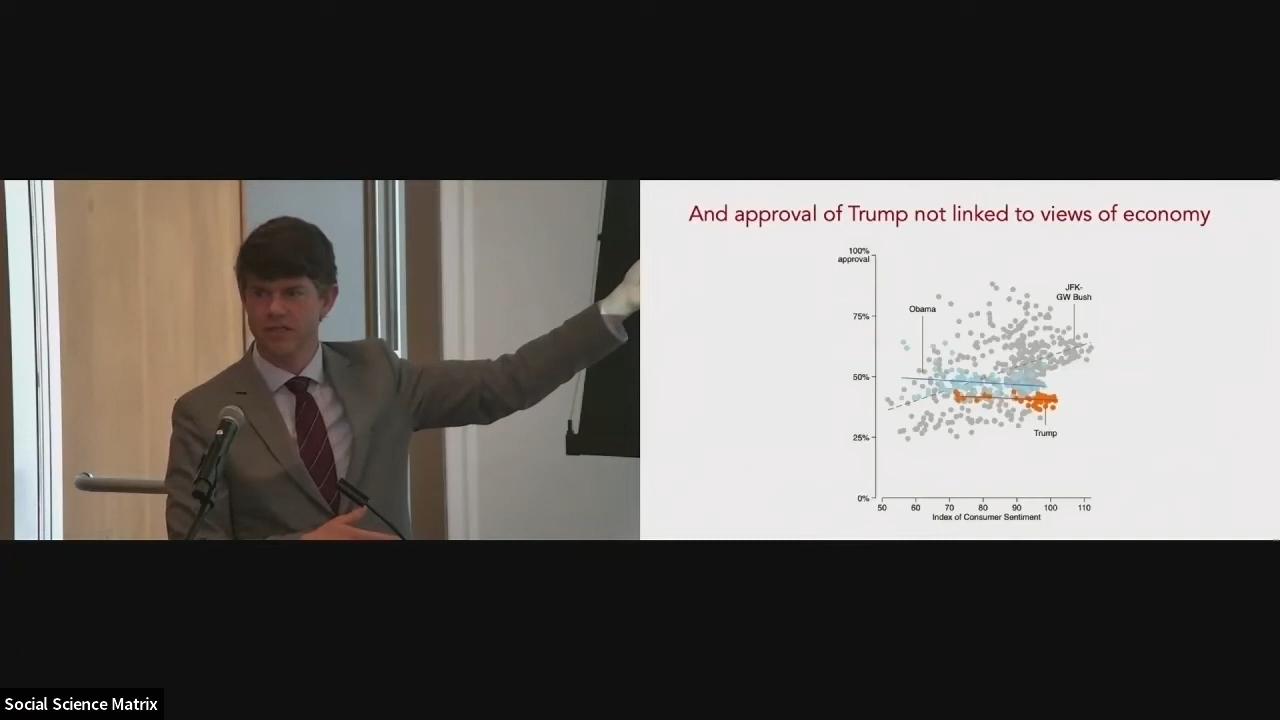 And approval of Trump not linked to views of economy
100%
approval
JFK-
GW Bush
Obama
75%
50%
Trump
25%
0%
50 60 70 80 90 100 110
Index of Consumer Sentiment
Social Science Matrix